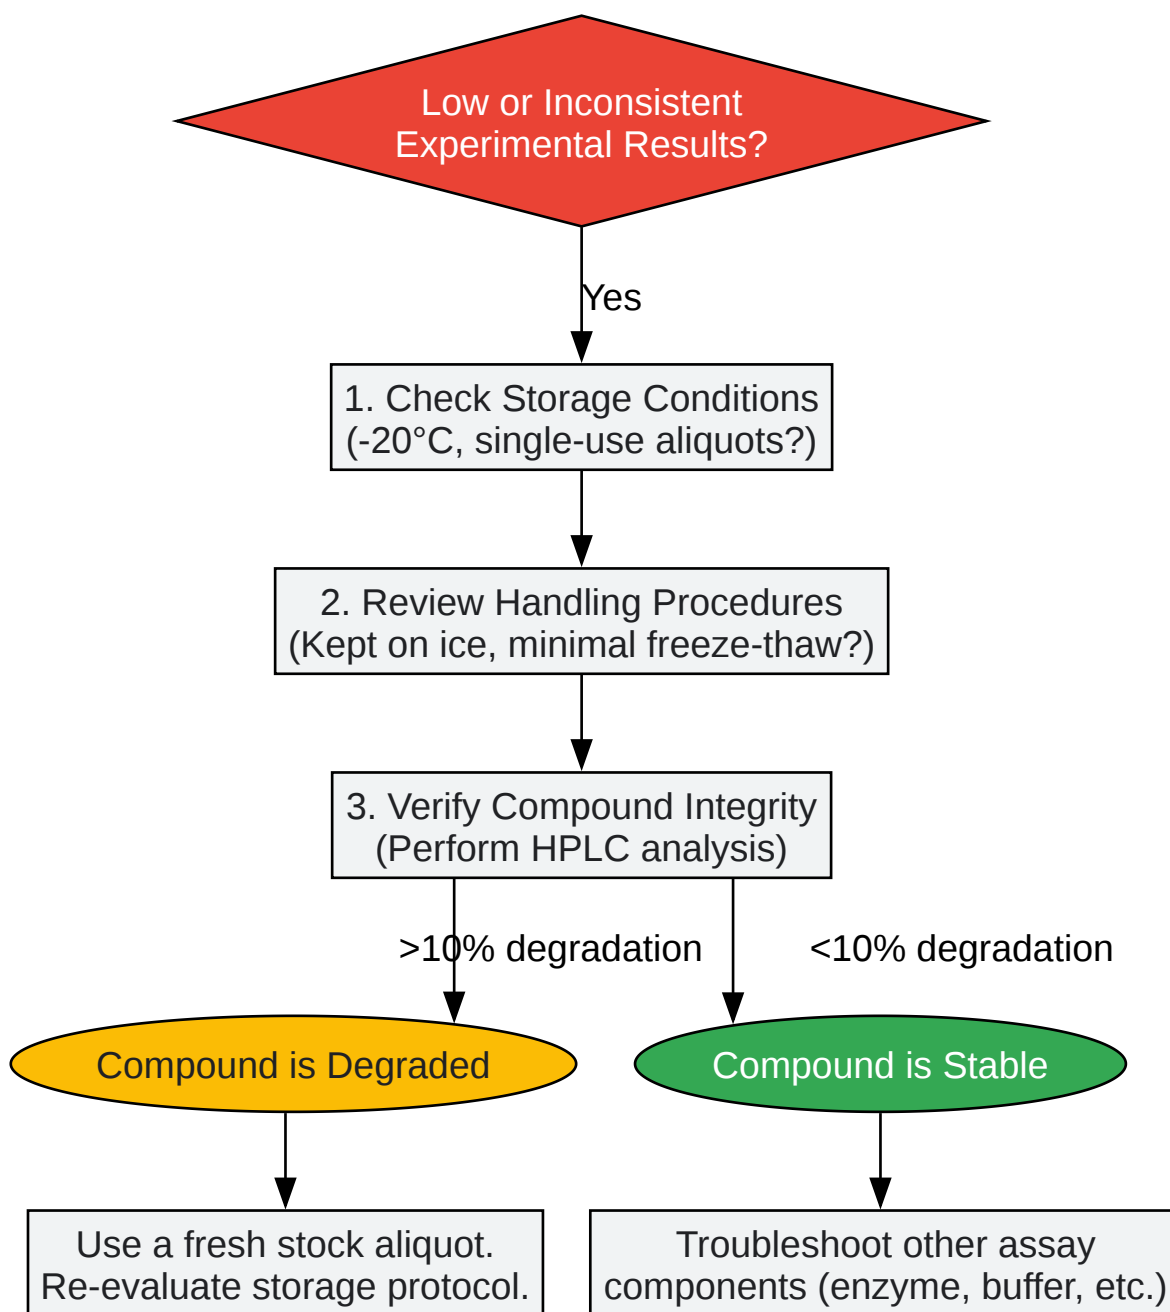 Low or Inconsistent
Experimental Results?
Yes
1. Check Storage Conditions
(-20°C, single-use aliquots?)
2. Review Handling Procedures
(Kept on ice, minimal freeze-thaw?)
3. Verify Compound Integrity
(Perform HPLC analysis)
>10% degradation
<10% degradation
Compound is Degraded
Compound is Stable
Use a fresh stock aliquot.
Re-evaluate storage protocol.
Troubleshoot other assay
components (enzyme, buffer, etc.)